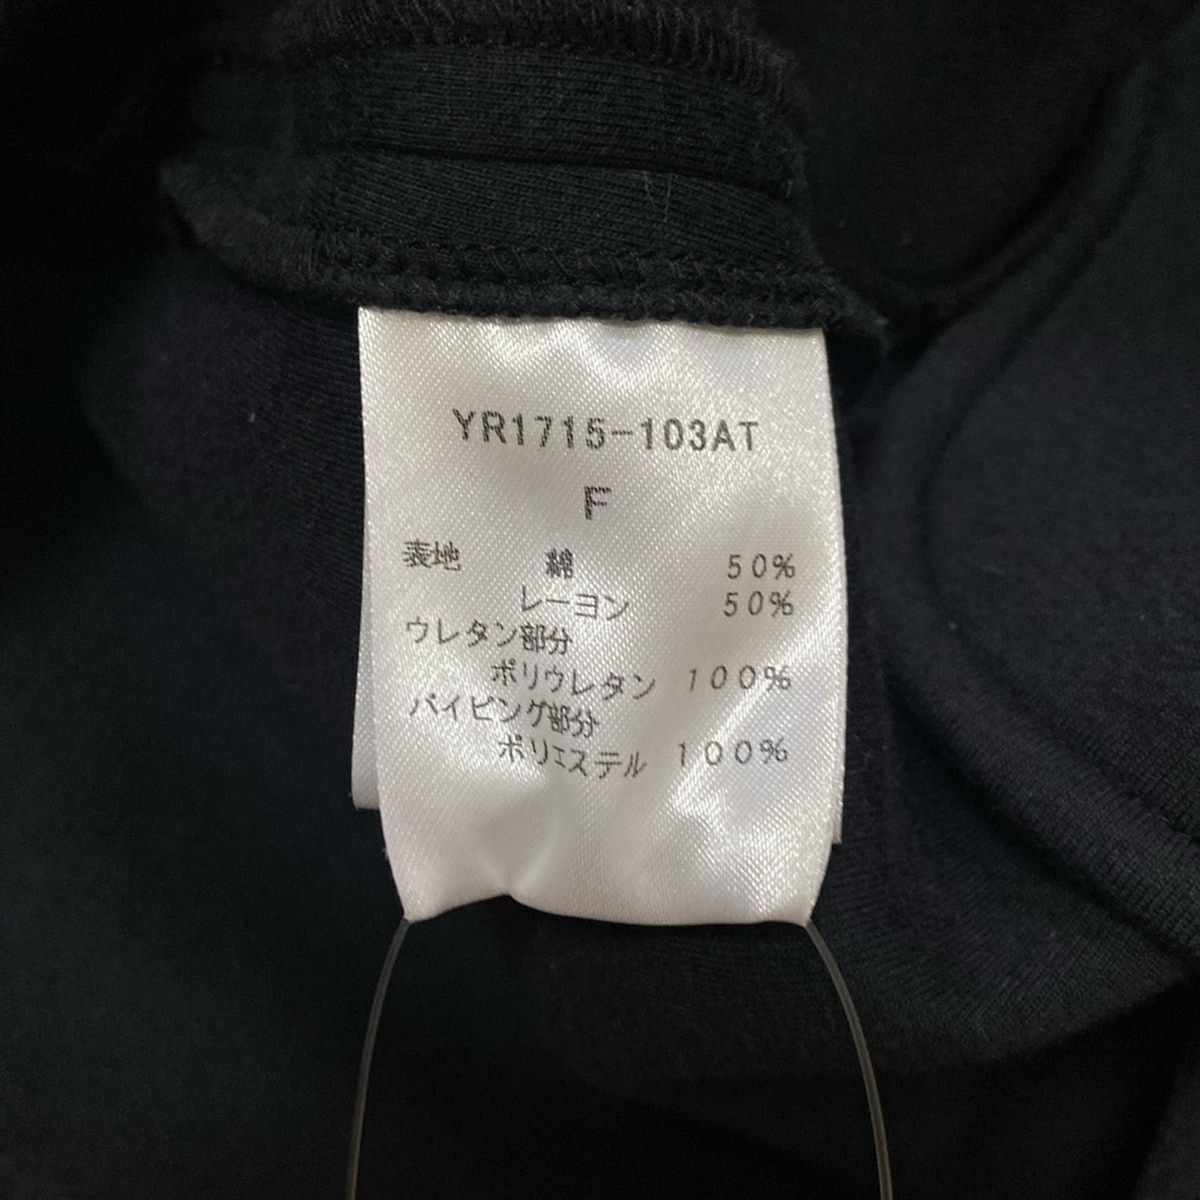 YR1715-103AT
F
表地 綿 50%
レーヨン 50%
ウレタン部分
ポリウレタン 100%
パイピング部分
ポリエステル 100%